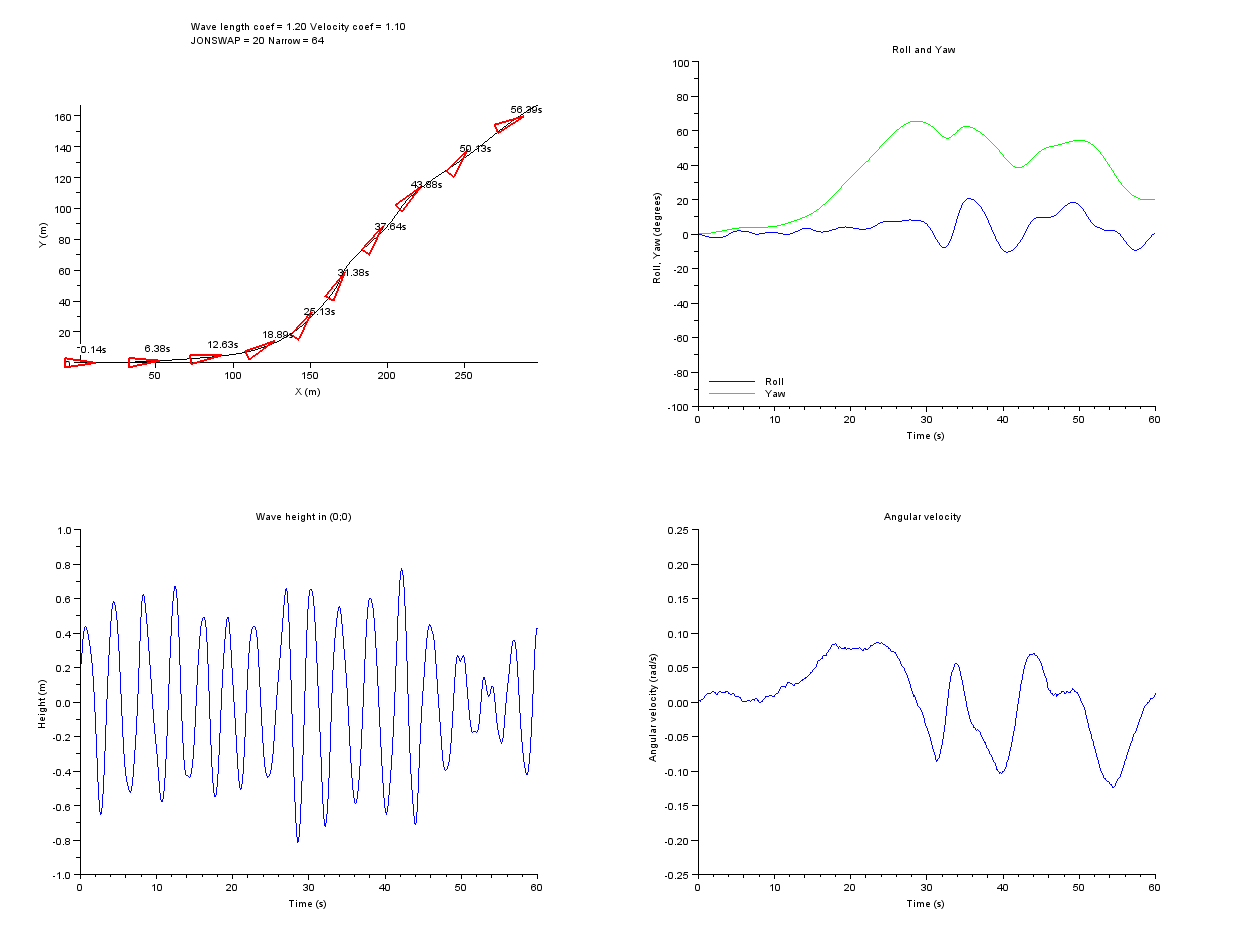 Wave length coef = 1.20 Velocity coef = 1.10
JONSWAP = 20 Narrow = 64
56.39s
160
50.13s
140
120
43.88s
100
37.64s
Y (m)
80
31.38s
60
40
25.13s
20
18.89s
12.63s
6.38s
-0.14s
50
100
150
200
250
X (m)
Roll and Yaw
100
80
60
40
20
0
-20
-40
-60
-80
-100
Roll, Yaw (degrees)
Roll
Yaw
0
10
20
30
40
50
60
Time (s)
Wave height in (0;0)
1.0
0.8
0.6
0.4
0.2
0.0
-0.2
-0.4
-0.6
-0.8
-1.0
Height (m)
0
10
20
30
40
50
60
Time (s)
Angular velocity
0.25
0.20
0.15
0.10
0.05
0.00
-0.05
-0.10
-0.15
-0.20
-0.25
Angular velocity (rad/s)
0
10
20
30
40
50
60
Time (s)